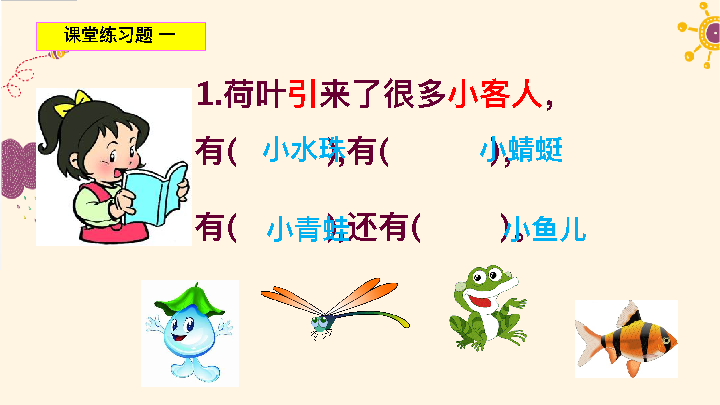 课堂练习题 一
1.荷叶引来了很多小客人，
有( 小水珠 ),有( 小蜻蜓 ),
有( 小青蛙 ),还有( 小鱼儿 )。